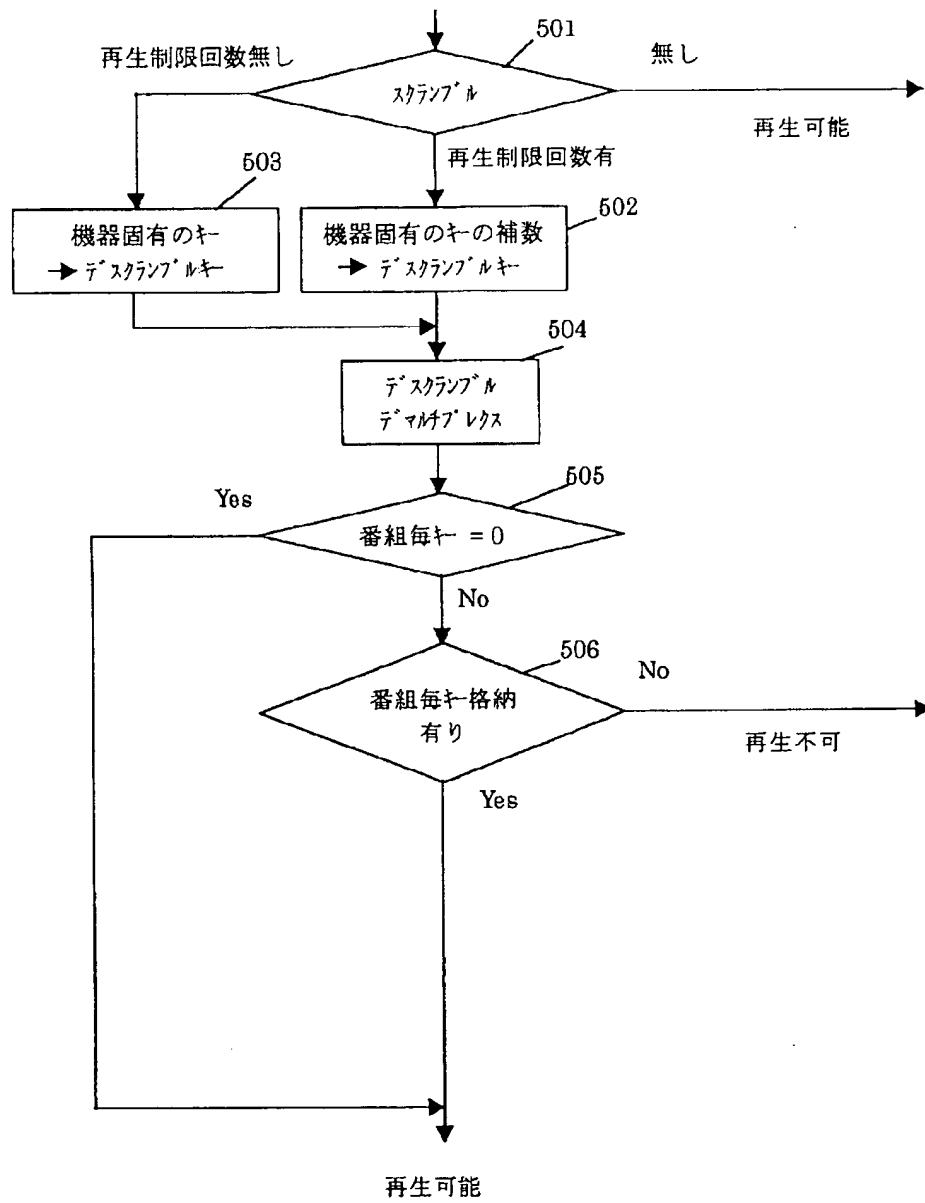 501
再生制限回数無し
無し
スクランブル
再生可能
再生制限回数有
503
502
機器固有のキー
→ デスクランブルキー
機器固有のキーの補数
→ デスクランブルキー
504
デスクランブル
デマルチプレクス
505
Yes
番組毎キー = 0
No
506
No
番組毎キー格納
有り
再生不可
Yes
再生可能